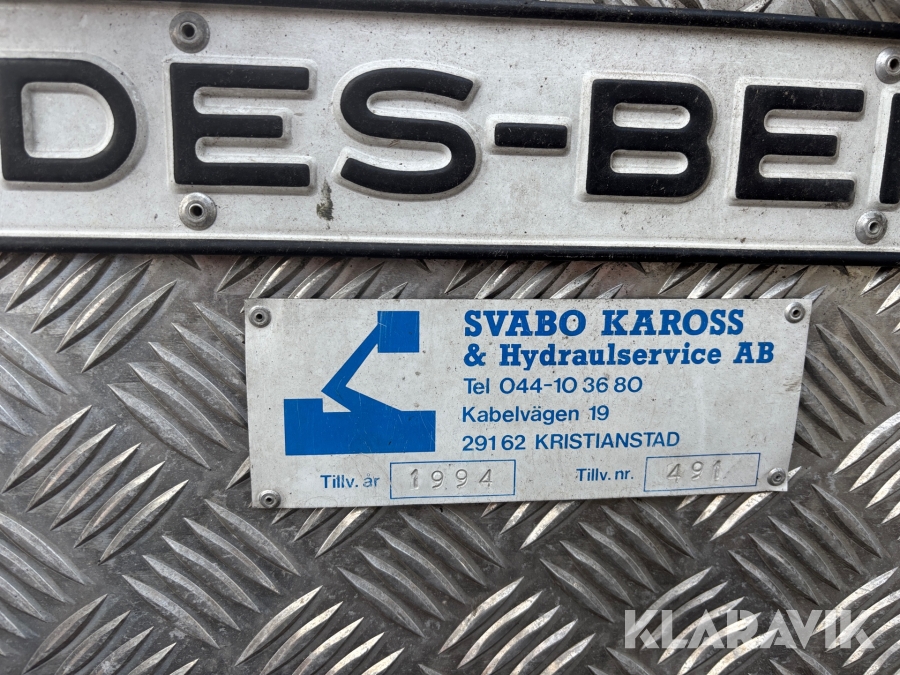 DES-BE
SVABO KAROSS
& Hydraulservice AB
Tel 044-10 36 80
Kabelvägen 19
291 62 KRISTIANSTAD
Tillv. år 1994 Tillv. nr. 491
KLARAVIK